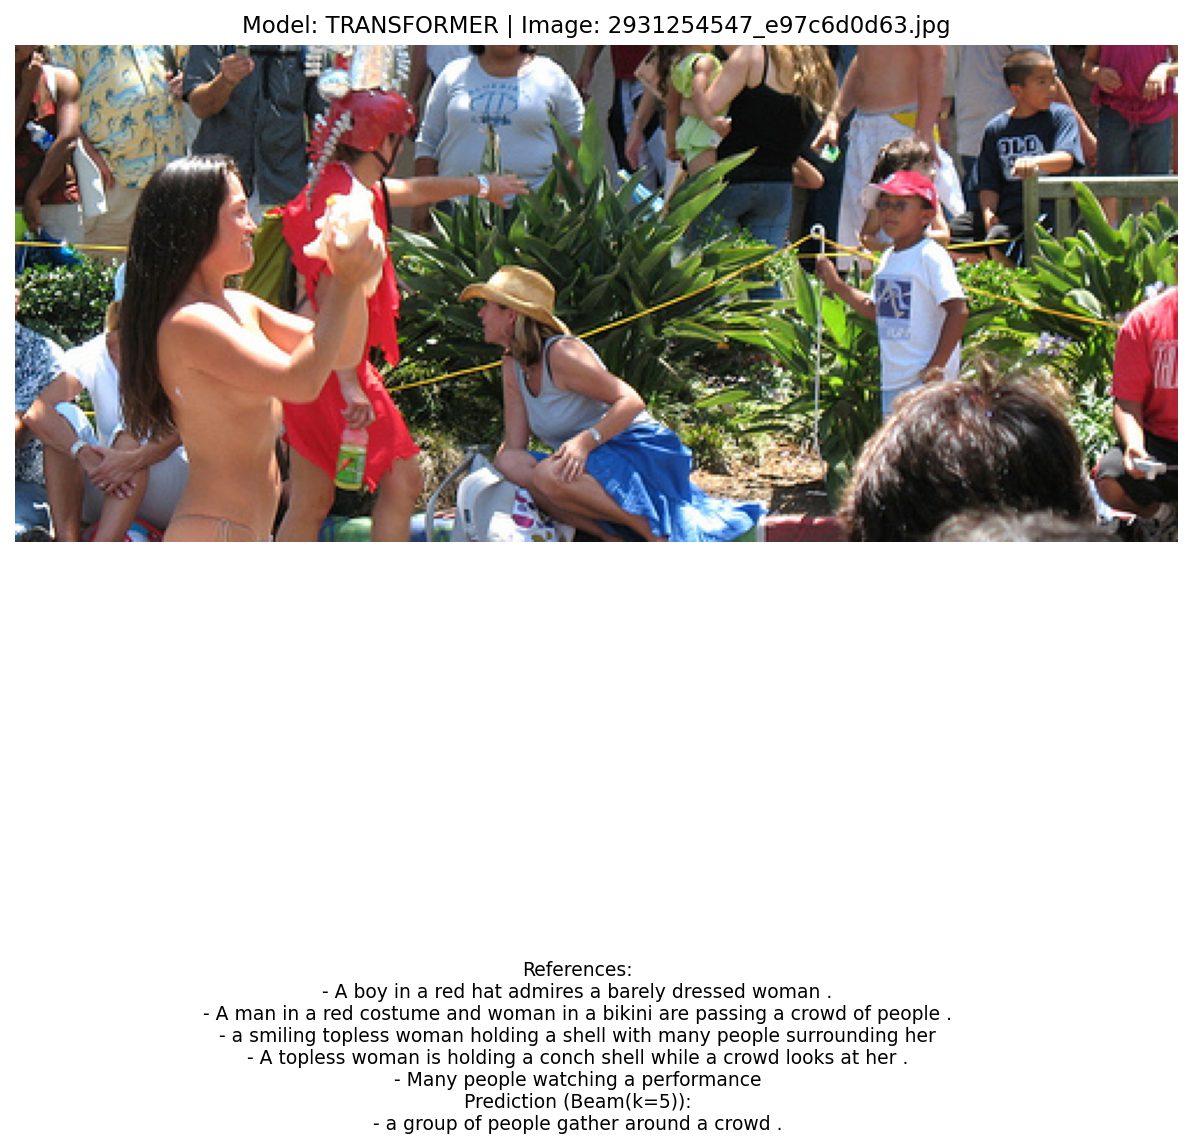 Model: TRANSFORMER | Image: 2931254547_e97c6d0d63.jpg
References:
- A boy in a red hat admires a barely dressed woman .
- A man in a red costume and woman in a bikini are passing a crowd of people .
- a smiling topless woman holding a shell with many people surrounding her
- A topless woman is holding a conch shell while a crowd looks at her .
- Many people watching a performance
Prediction (Beam(k=5)):
- a group of people gather around a crowd .